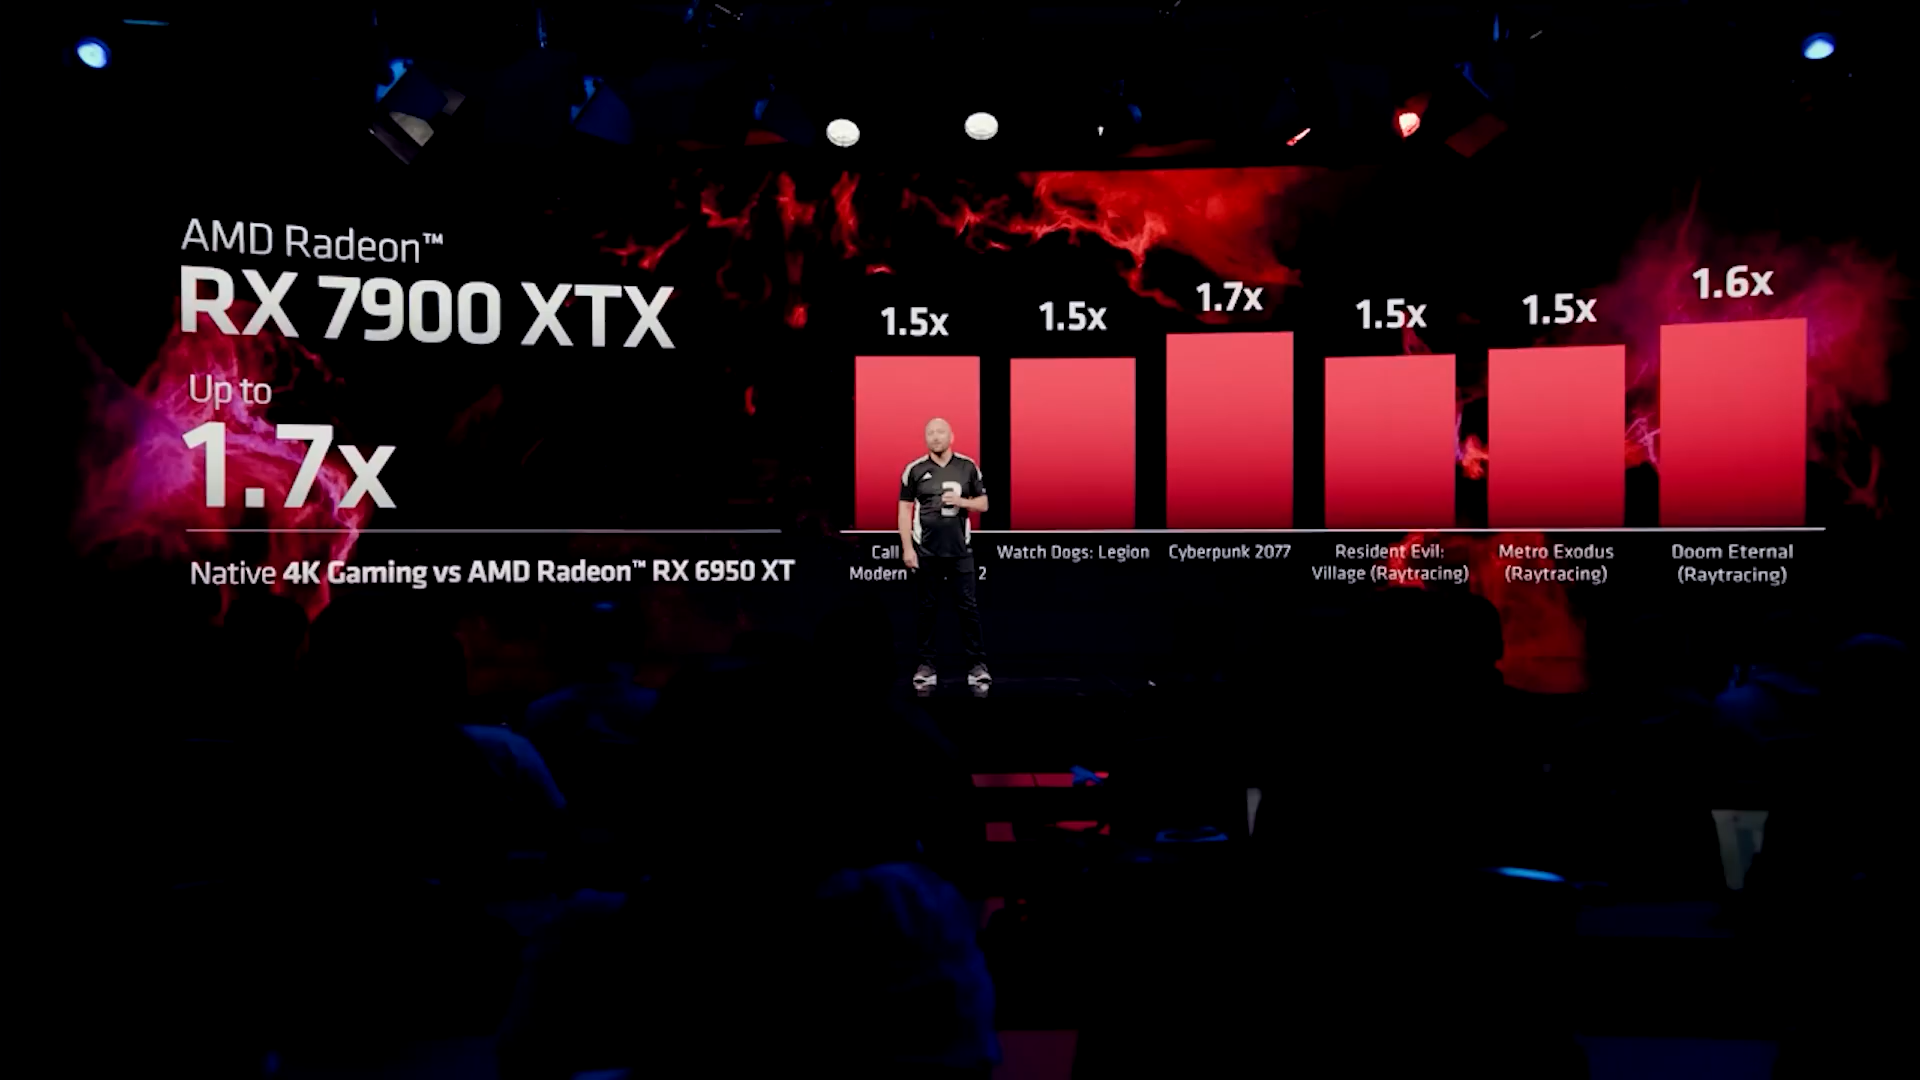 AMD Radeon™
RX 7900 XTX
Up to
1.7x
Native 4K Gaming vs AMD Radeon™ RX 6950 XT
1.5x
1.5x
1.7x
1.5x
1.5x
1.6x
Call
Modern 2
Watch Dogs: Legion
Cyberpunk 2077
Resident Evil:
Village (Raytracing)
Metro Exodus
(Raytracing)
Doom Eternal
(Raytracing)
3